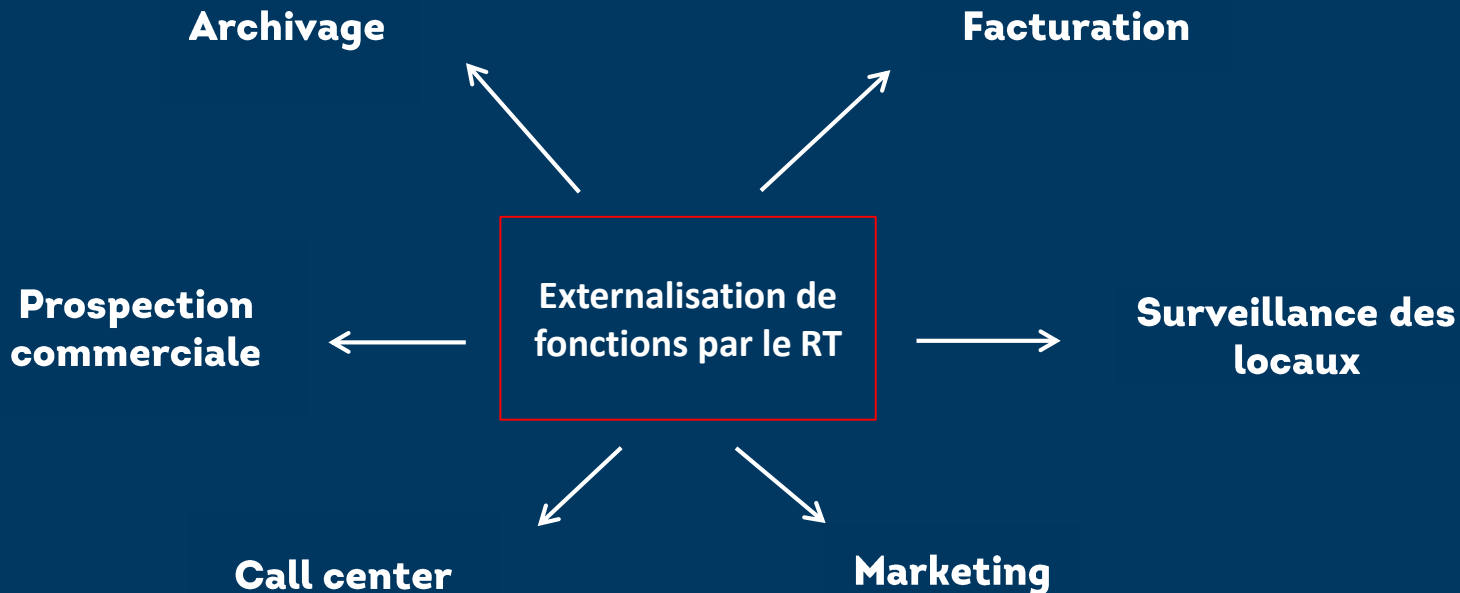 Archivage
Facturation
Prospection
commerciale
Externalisation de
fonctions par le RT
Surveillance des
locaux
Call center
Marketing